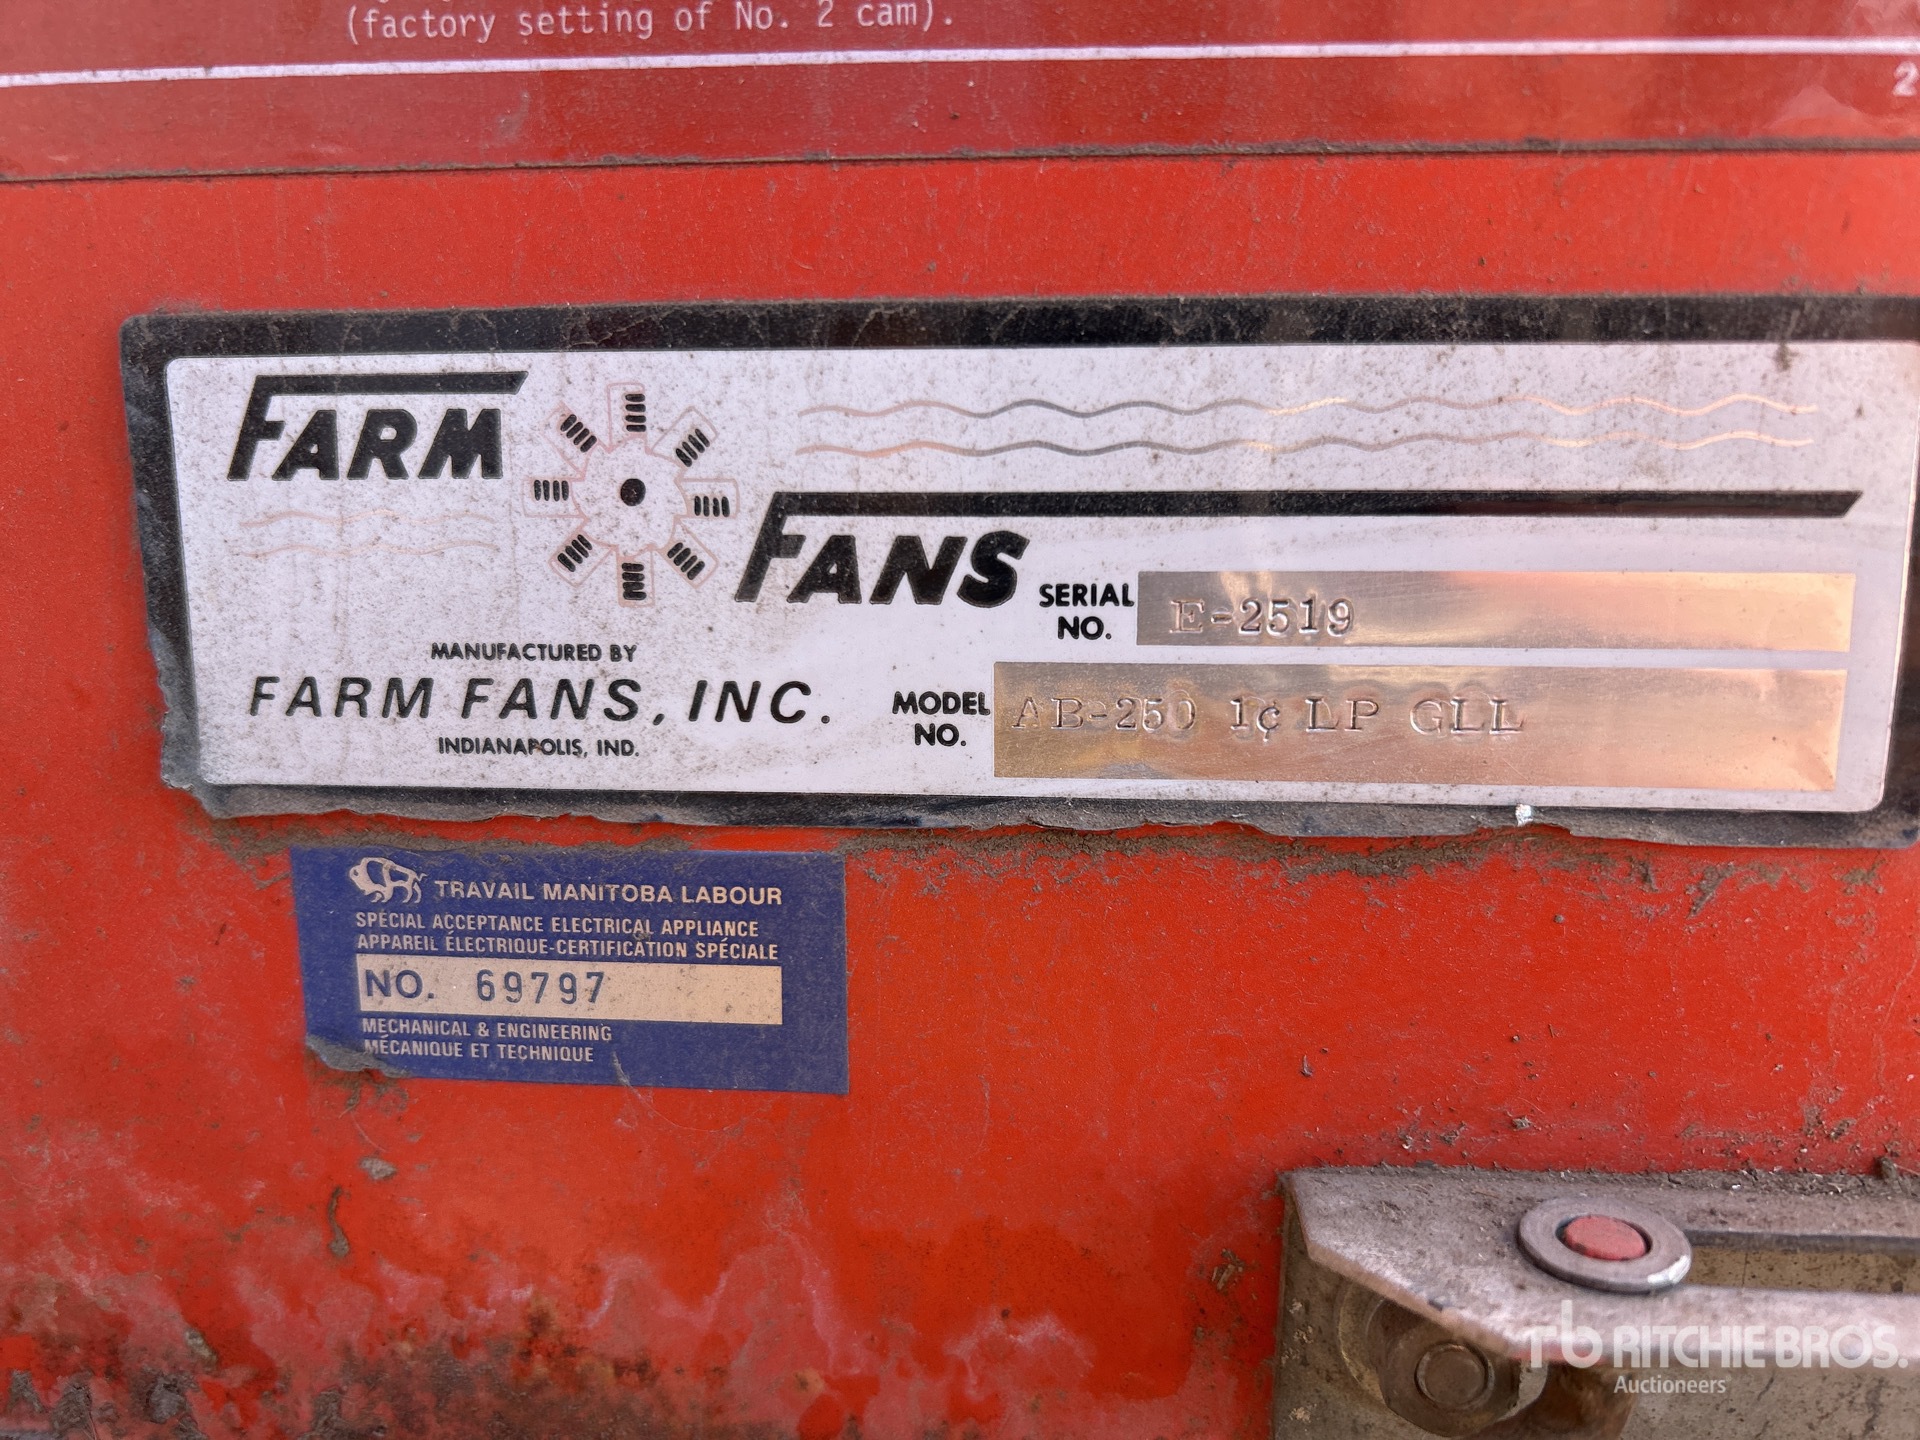 (factory setting of No. 2 cam).
2
FARM FANS
SERIAL NO. E-2519
MANUFACTURED BY
FARM FANS, INC.
INDIANAPOLIS, IND.
MODEL NO. AB-250 1¢ LP GLL
TRAVAIL MANITOBA LABOUR
SPECIAL ACCEPTANCE ELECTRICAL APPLIANCE
APPAREIL ÉLECTRIQUE-CERTIFICATION SPÉCIALE
NO. 69797
MECHANICAL & ENGINEERING
MÉCANIQUE ET TECHNIQUE
rb RITCHIE BROS.
Auctioneers